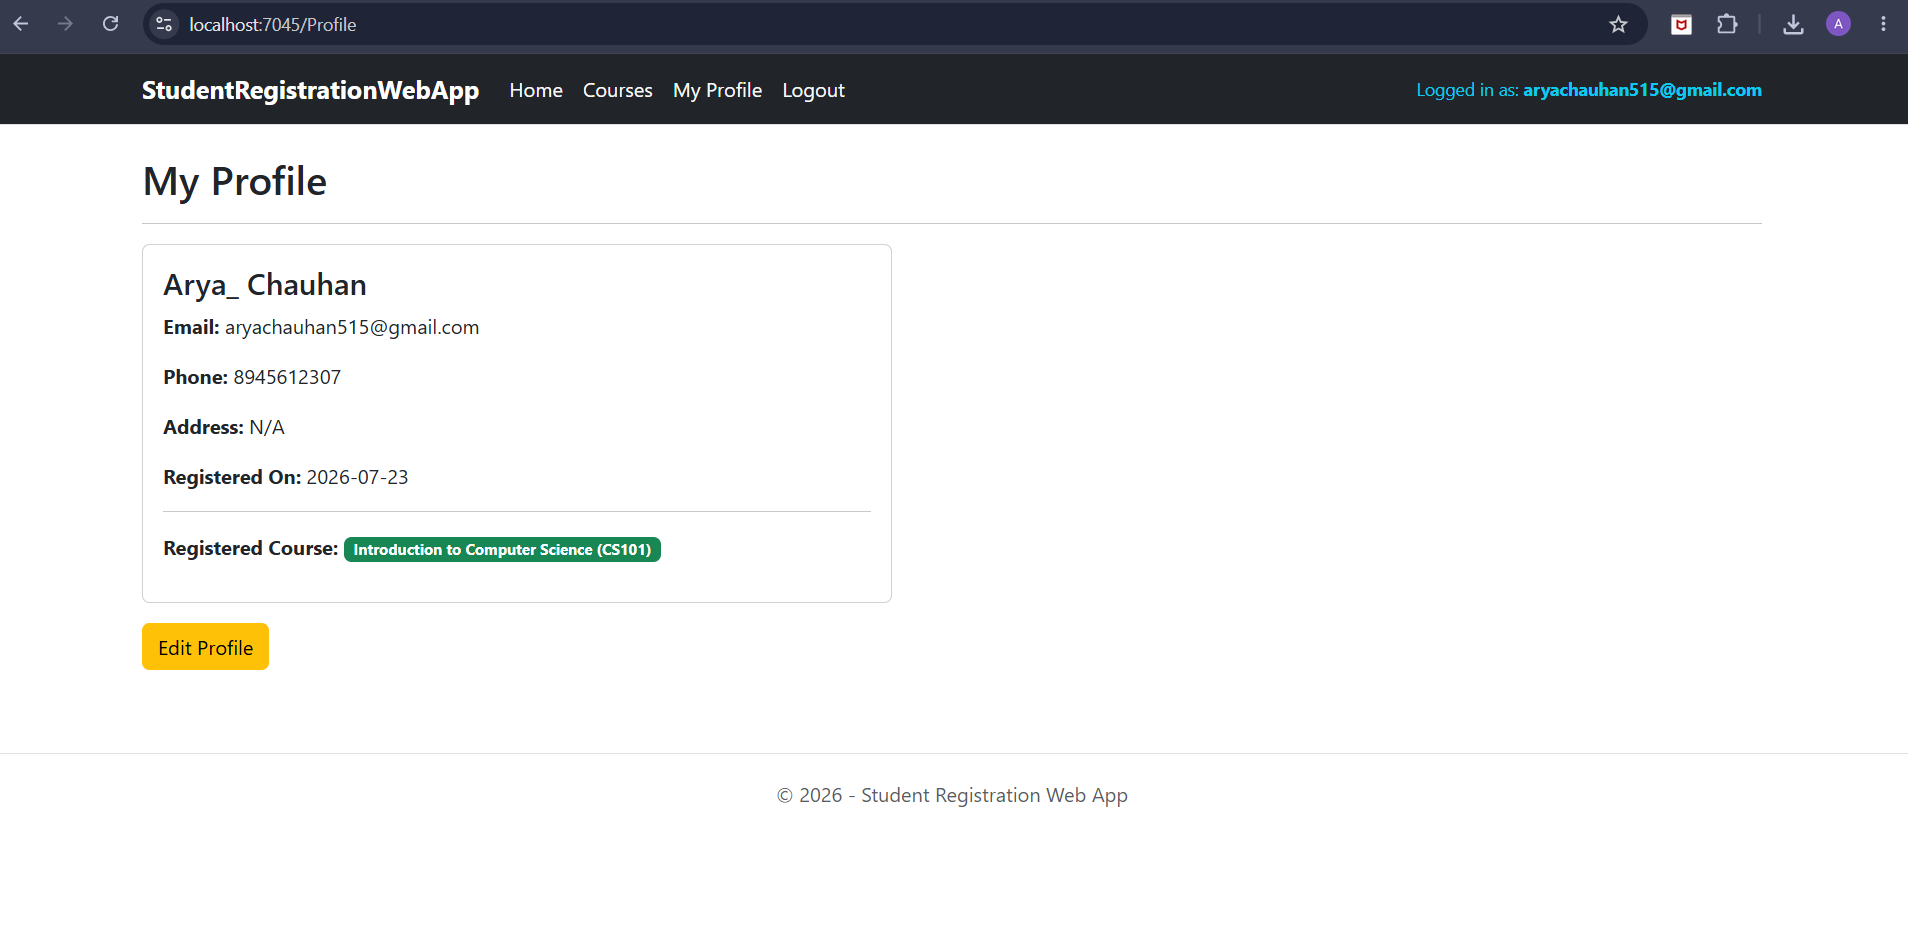 localhost:7045/Profile
A
StudentRegistrationWebApp Home Courses My Profile Logout Logged in as: aryachauhan515@gmail.com
My Profile
Arya_ Chauhan
Email: aryachauhan515@gmail.com
Phone: 8945612307
Address: N/A
Registered On: 2026-07-23
Registered Course: Introduction to Computer Science (CS101)
Edit Profile
© 2026 - Student Registration Web App